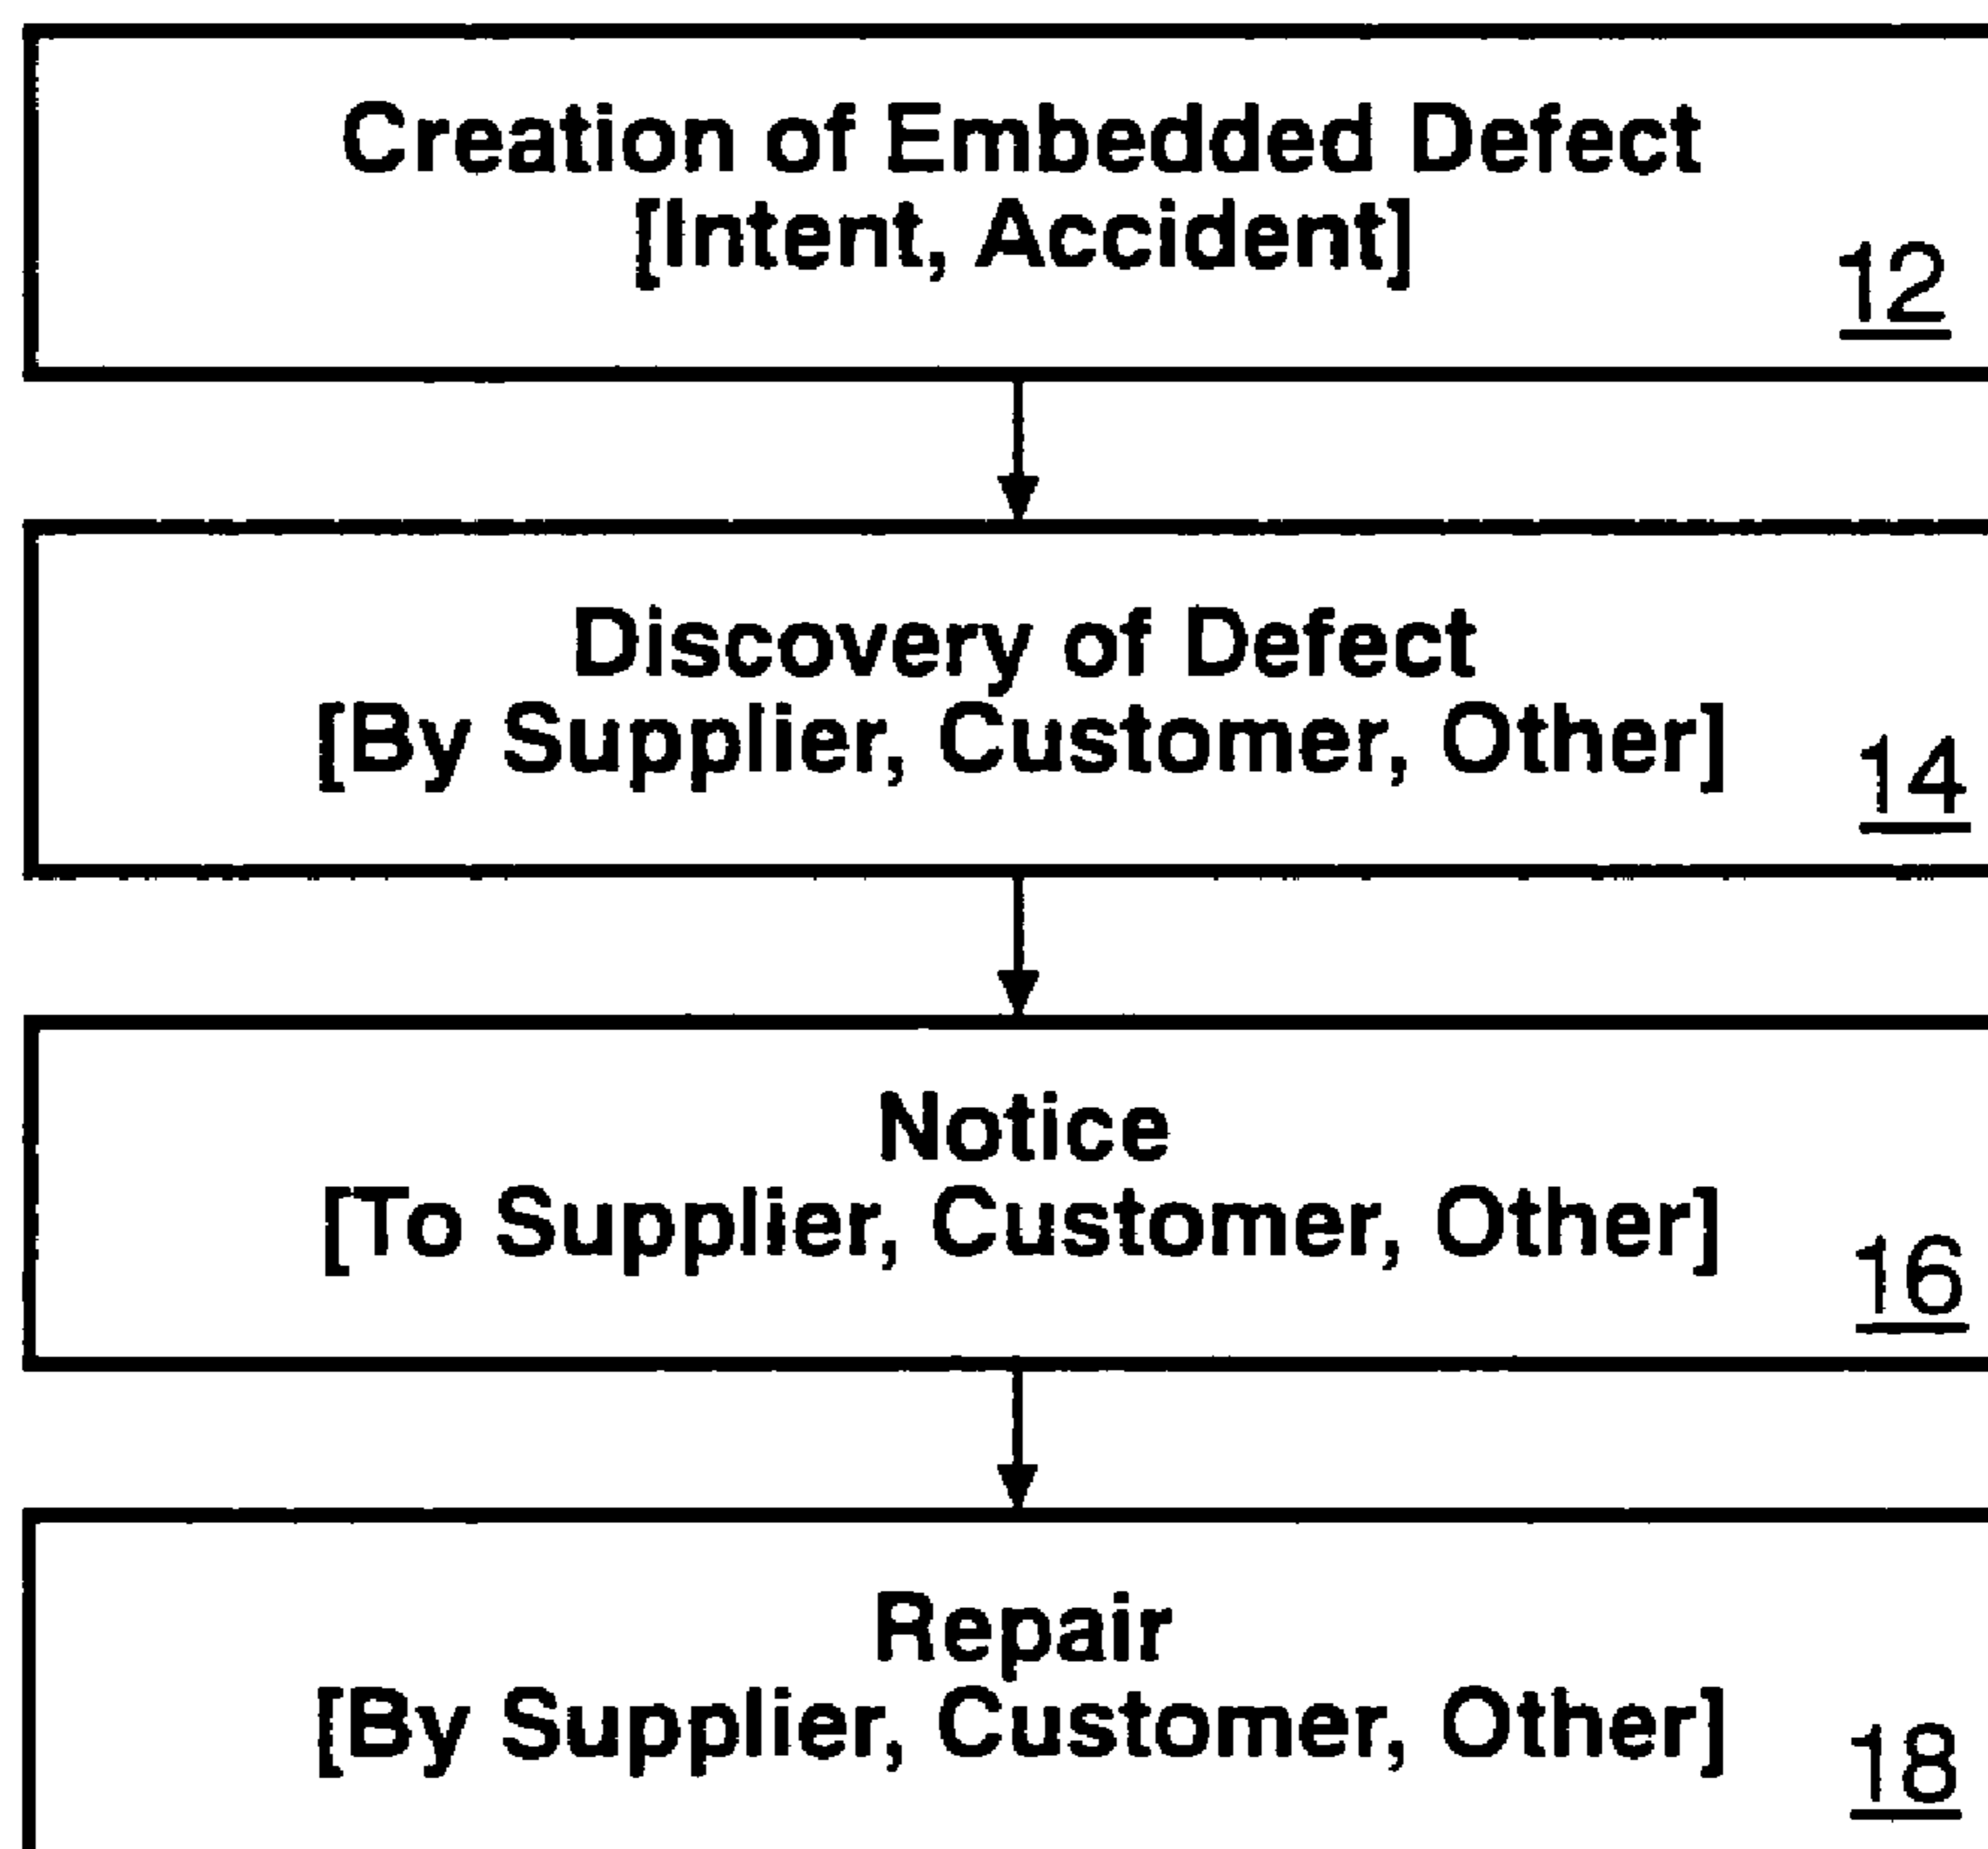 Creation of Embedded Defect
[Intent, Accident]
12
Discovery of Defect
[By Supplier, Customer, Other]
14
Notice
[To Supplier, Customer, Other]
16
Repair
[By Supplier, Customer, Other]
18